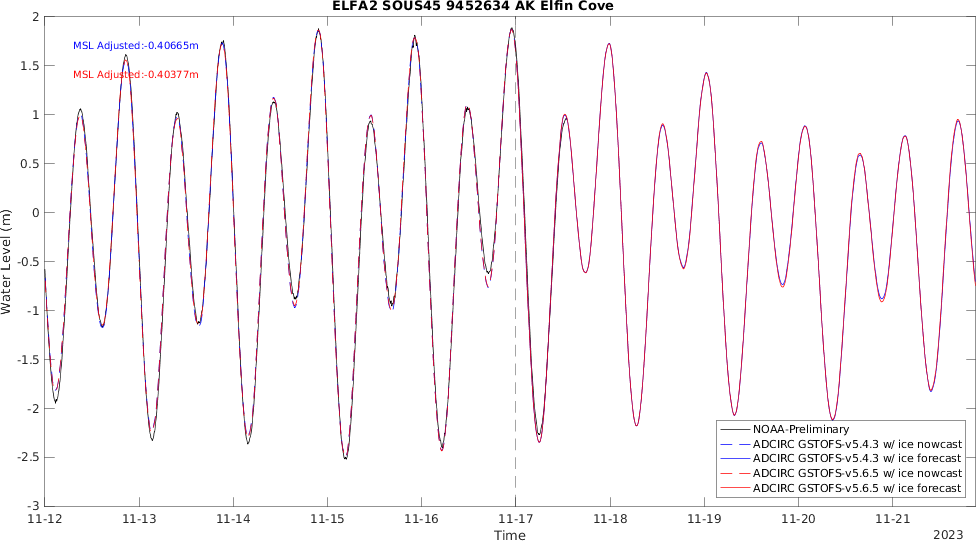 ELFA2 SOUS45 9452634 AK Elfin Cove
MSL Adjusted:-0.40665m
MSL Adjusted:-0.40377m
2
1.5
1
0.5
0
-0.5
-1
-1.5
-2
-2.5
-3
Water Level (m)
NOAA-Preliminary
ADCIRC GSTOFS-v5.4.3 w/ ice nowcast
ADCIRC GSTOFS-v5.4.3 w/ ice forecast
ADCIRC GSTOFS-v5.6.5 w/ ice nowcast
ADCIRC GSTOFS-v5.6.5 w/ ice forecast
11-12 11-13 11-14 11-15 11-16 11-17 11-18 11-19 11-20 11-21
Time
2023